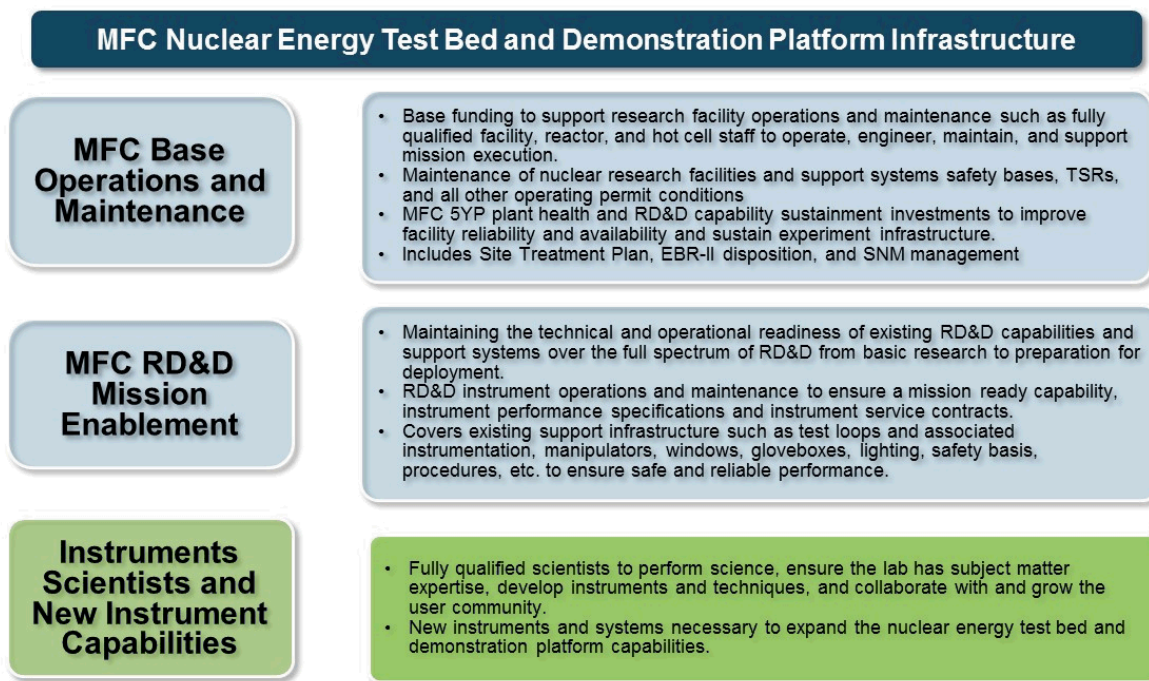 MFC Nuclear Energy Test Bed and Demonstration Platform Infrastructure
MFC Base
Operations and
Maintenance
• Base funding to support research facility operations and maintenance such as fully
qualified facility, reactor, and hot cell staff to operate, engineer, maintain, and support
mission execution.
• Maintenance of nuclear research facilities and support systems safety bases, TSRs,
and all other operating permit conditions
• MFC 5YP plant health and RD&D capability sustainment investments to improve
facility reliability and availability and sustain experiment infrastructure.
• Includes Site Treatment Plan, EBR-II disposition, and SNM management
MFC RD&D
Mission
Enablement
• Maintaining the technical and operational readiness of existing RD&D capabilities and
support systems over the full spectrum of RD&D from basic research to preparation for
deployment.
• RD&D instrument operations and maintenance to ensure a mission ready capability,
instrument performance specifications and instrument service contracts.
• Covers existing support infrastructure such as test loops and associated
instrumentation, manipulators, windows, gloveboxes, lighting, safety basis,
procedures, etc. to ensure safe and reliable performance.
Instruments
Scientists and
New Instrument
Capabilities
• Fully qualified scientists to perform science, ensure the lab has subject matter
expertise, develop instruments and techniques, and collaborate with and grow the
user community.
• New instruments and systems necessary to expand the nuclear energy test bed and
demonstration platform capabilities.